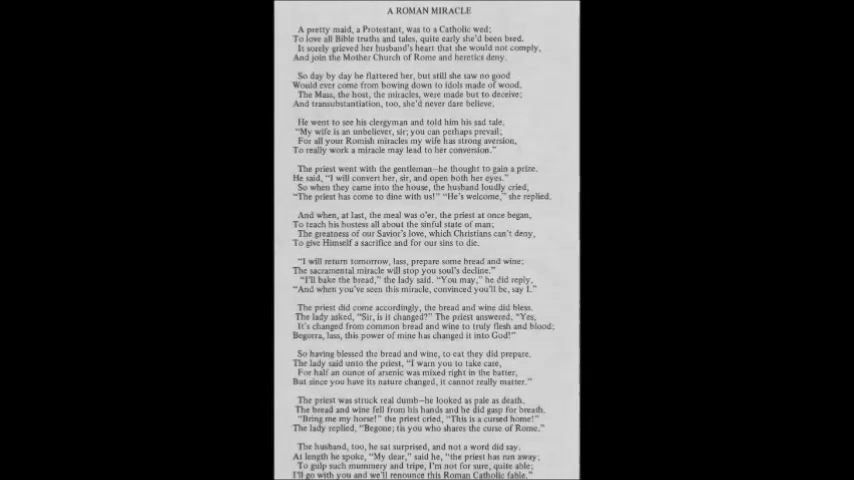 A ROMAN MIRACLE
A pretty maid, a Protestant, was to a Catholic wed;
To love all Bible truths and tales, quite early she'd been bred.
It sorely grieved her husband's heart that she would not comply,
And join the Mother Church of Rome and heretics deny.
So day by day he flattered her, but still she saw no good
Would ever come from bowing down to idols made of wood.
The Mass, the host, the miracles, were made but to deceive;
And transubstantiation, too, she'd never dare believe.
He went to see his clergyman and told him his sad tale.
"My wife is an unbeliever, sir; you can perhaps prevail;
For all your Romish miracles my wife has strong aversion,
To really work a miracle may lead to her conversion."
The priest went with the gentleman—he thought to gain a prize.
He said, "I will convert her, sir, and open both her eyes."
So when they came into the house, the husband loudly cried,
"The priest has come to dine with us!" "He's welcome," she replied.
And when, at last, the meal was o'er, the priest at once began,
To teach his hostess all about the sinful state of man;
The greatness of our Savior's love, which Christians can't deny,
To give Himself a sacrifice and for our sins to die.
"I will return tomorrow, lass, prepare some bread and wine;
The sacramental miracle will stop you soul's decline."
"I'll bake the bread," the lady said. "You may," he did reply,
"And when you've seen this miracle, convinced you'll be, say I."
The priest did come accordingly, the bread and wine did bless.
The lady asked, "Sir, is it changed?" The priest answered, "Yes,
It's changed from common bread and wine to truly flesh and blood;
Begorra, lass, this power of mine has changed it into God!"
So having blessed the bread and wine, to eat they did prepare.
The lady said unto the priest, "I warn you to take care,
For half an ounce of arsenic was mixed right in the batter,
But since you have its nature changed, it cannot really matter."
The priest was struck real dumb—he looked as pale as death.
The bread and wine fell from his hands and he did gasp for breath.
"Bring me my horse!" the priest cried, "This is a cursed home!"
The lady replied, "Begone; tis you who shares the curse of Rome."
The husband, too, he sat surprised, and not a word did say.
At length he spoke, "My dear," said he, "the priest has run away;
To gulp such mummery and tripe, I'm not for sure, quite able;
I'll go with you and we'll renounce this Roman Catholic fable."